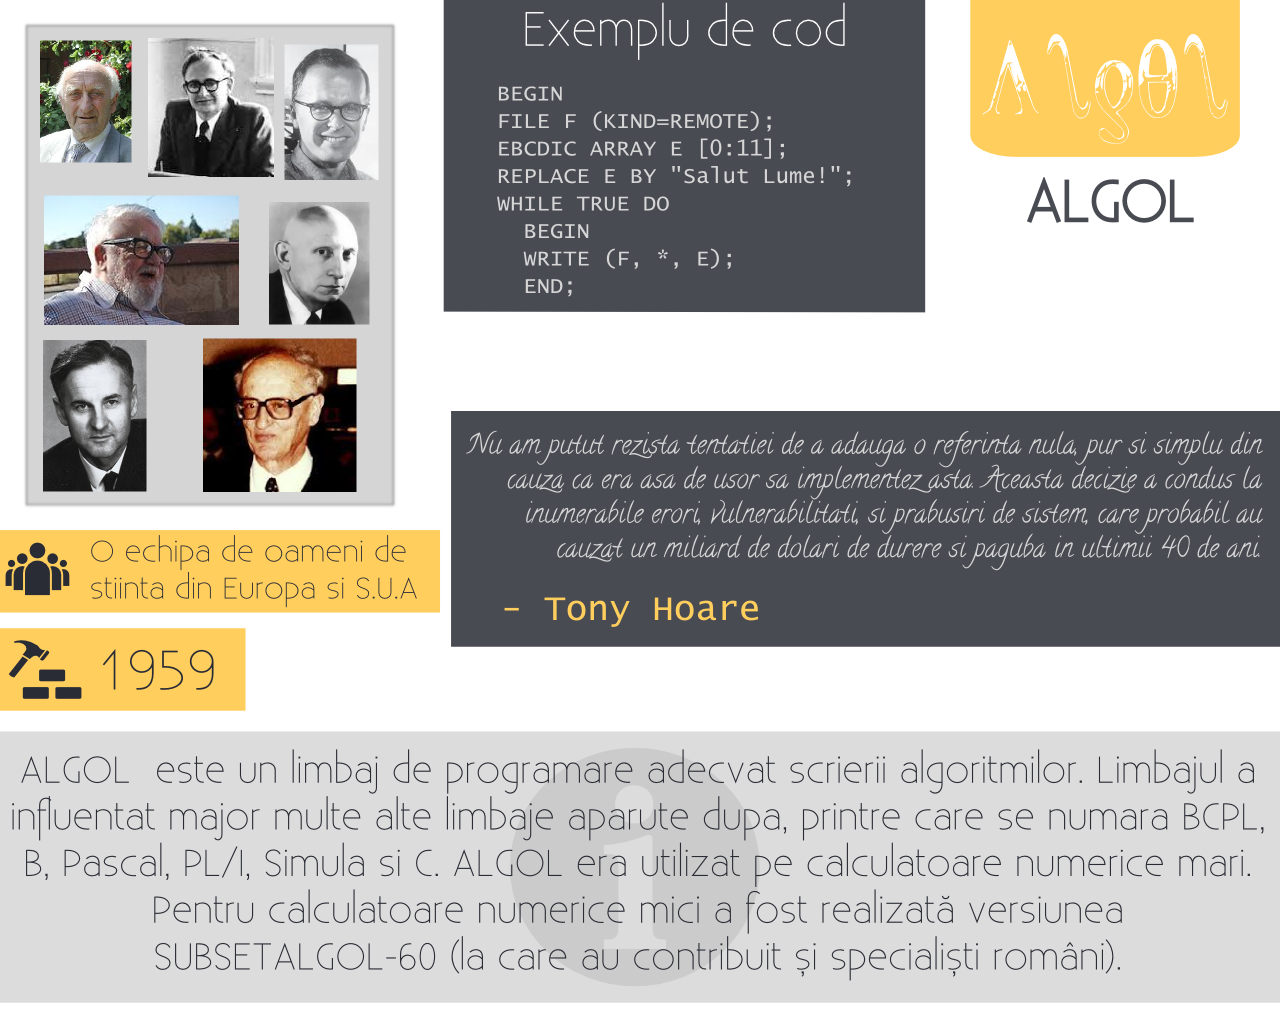 Exemplu de cod
BEGIN
FILE F (KIND=REMOTE);
EBCDIC ARRAY E [0:11];
REPLACE E BY "Salut Lume!";
WHILE TRUE DO
BEGIN
WRITE (F, *, E);
END;
AlgOl
ALGOL
Nu am putut rezista tentatiei de a adauga o referinta nula, pur si simplu din
cauza ca era asa de usor sa implementez asta. Aceasta decizie a condus la
inumerabile erori, vulnerabilitati, si prabusiri de sistem, care probabil au
cauzat un miliard de dolari de durere si paguba in ultimii 40 de ani.
- Tony Hoare
O echipa de oameni de
stiinta din Europa si S.U.A
1959
ALGOL este un limbaj de programare adecvat scrierii algoritmilor. Limbajul a
influentat major multe alte limbaje aparute dupa, printre care se numara BCPL,
B, Pascal, PL/I, Simula si C. ALGOL era utilizat pe calculatoare numerice mari.
Pentru calculatoare numerice mici a fost realizată versiunea
SUBSETALGOL-60 (la care au contribuit și specialiști români).